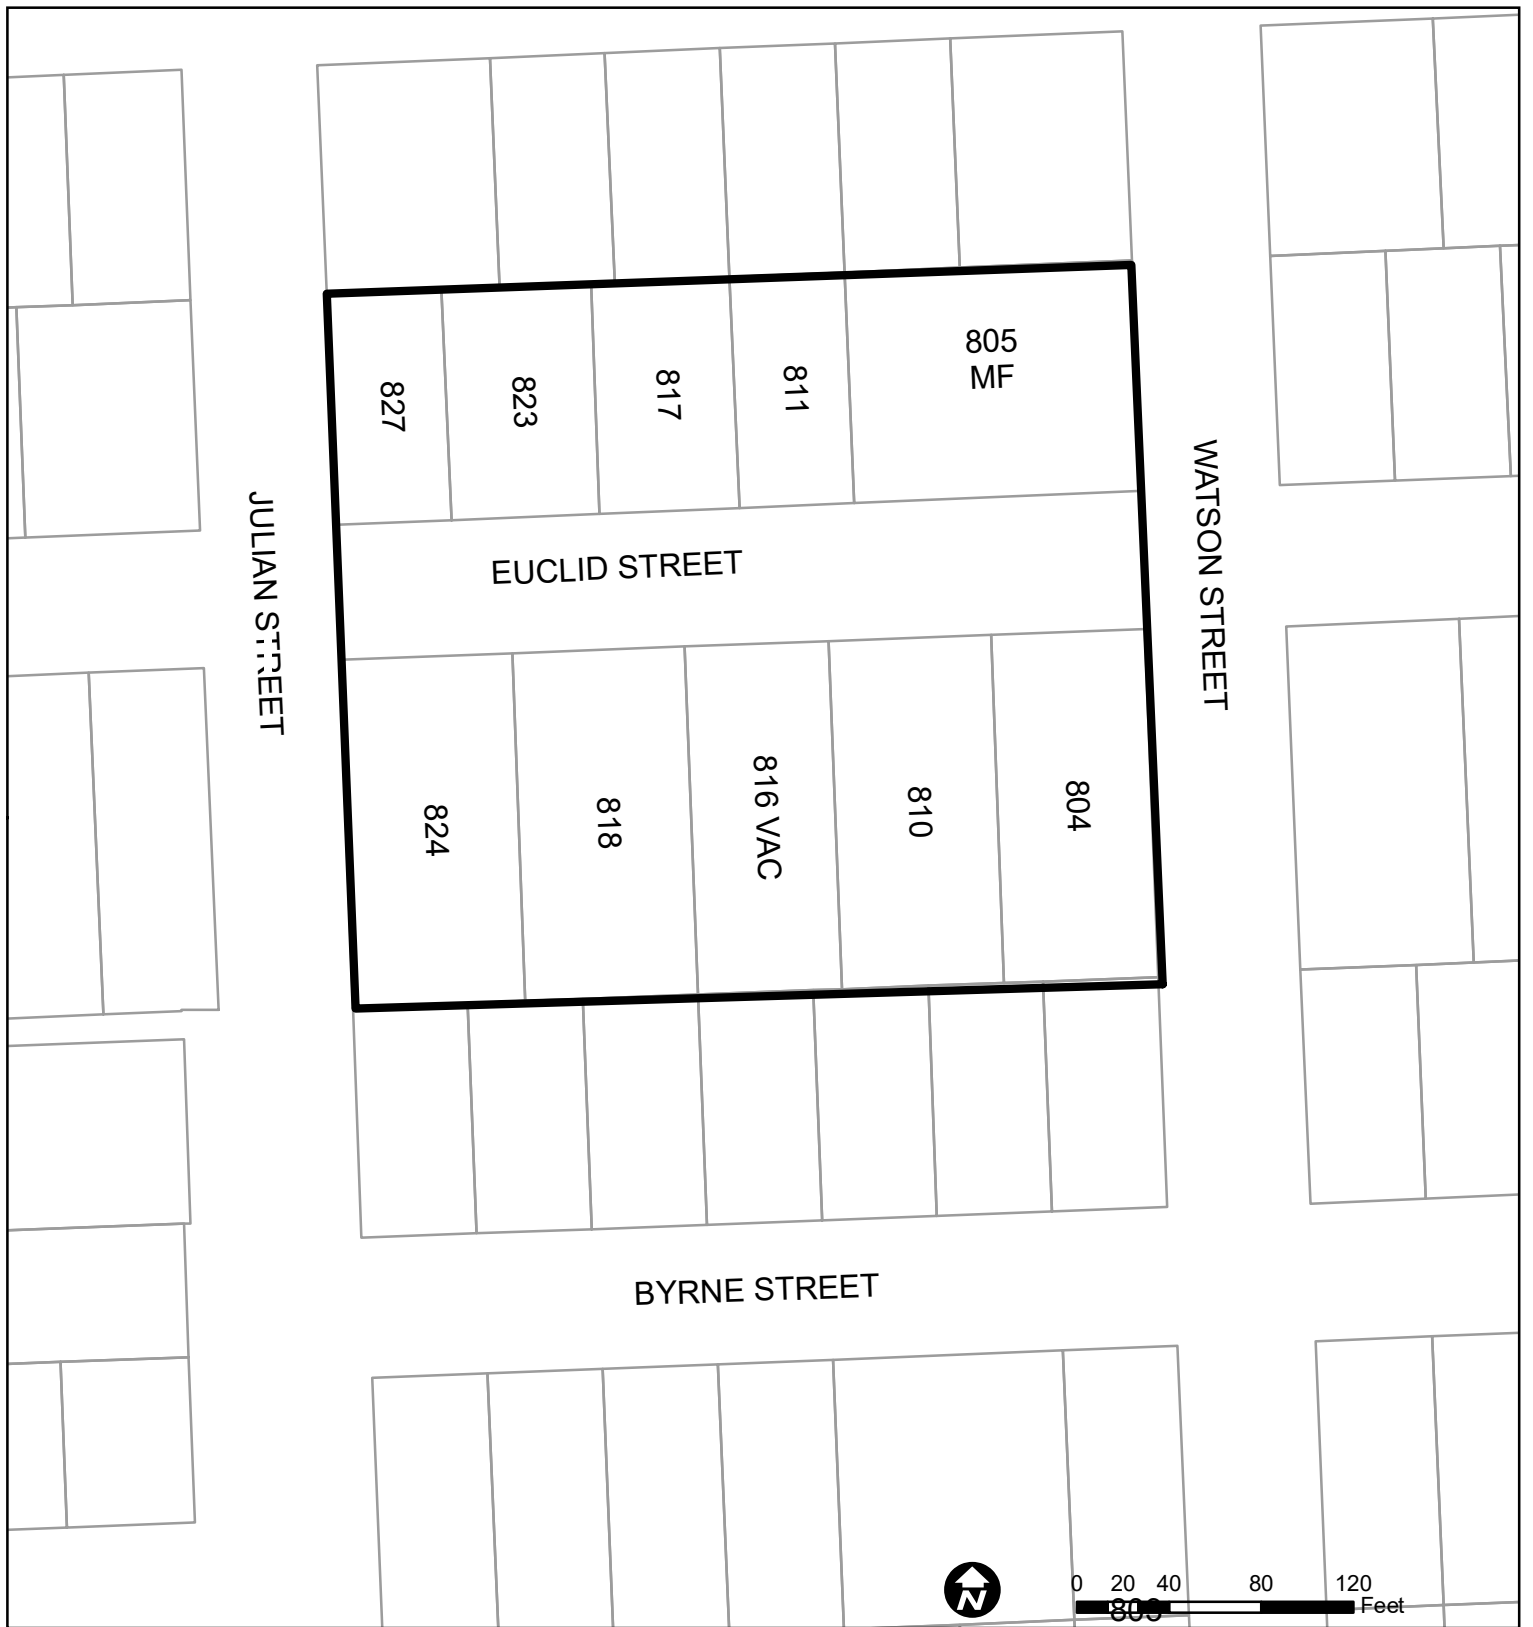 805
MF
827
823
817
811
JULIAN STREET
WATSON STREET
EUCLID STREET
824
818
816 VAC
810
804
BYRNE STREET
N
0 20 40 80 120
Feet